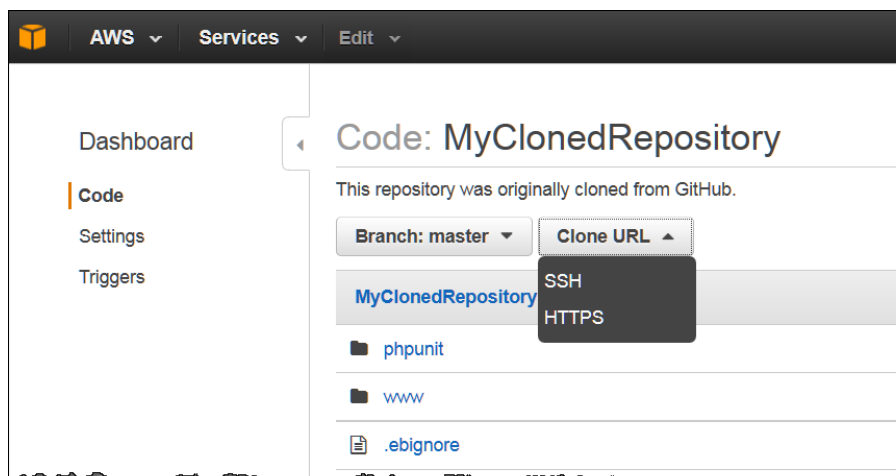 AWS Services Edit
Dashboard
Code: MyClonedRepository
Code
This repository was originally cloned from GitHub.
Settings
Branch: master Clone URL
Triggers
SSH
MyClonedRepository
HTTPS
phpunit
www
.ebignore